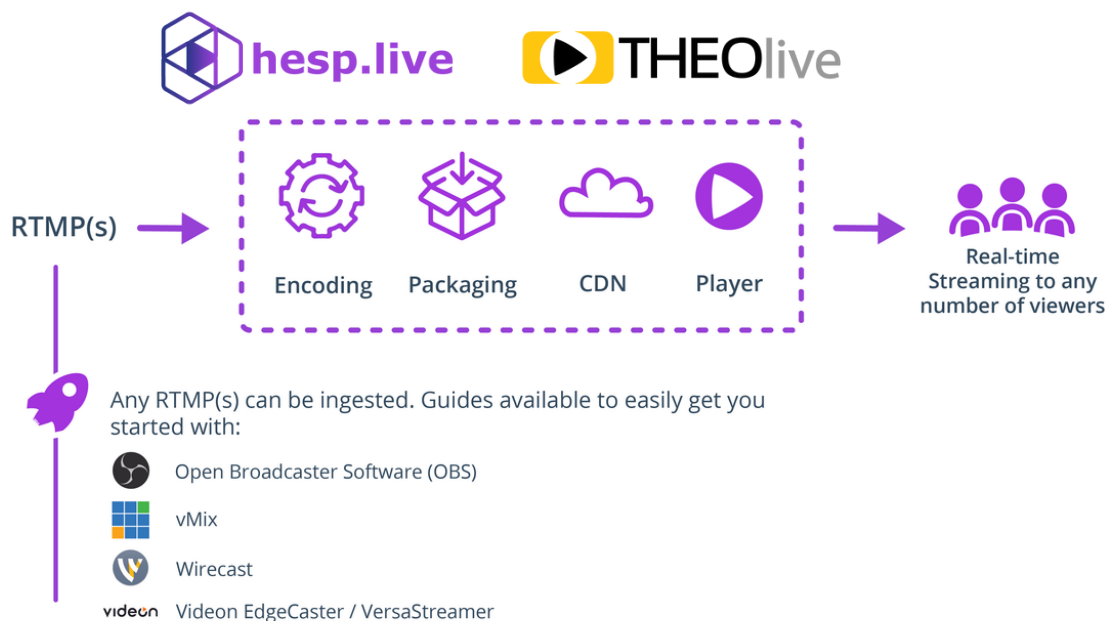 hesp.live
THEOlive
RTMP(s)
Encoding
Packaging
CDN
Player
Real-time
Streaming to any
number of viewers
Any RTMP(s) can be ingested. Guides available to easily get you
started with:
Open Broadcaster Software (OBS)
vMix
Wirecast
videon Videon EdgeCaster / VersaStreamer